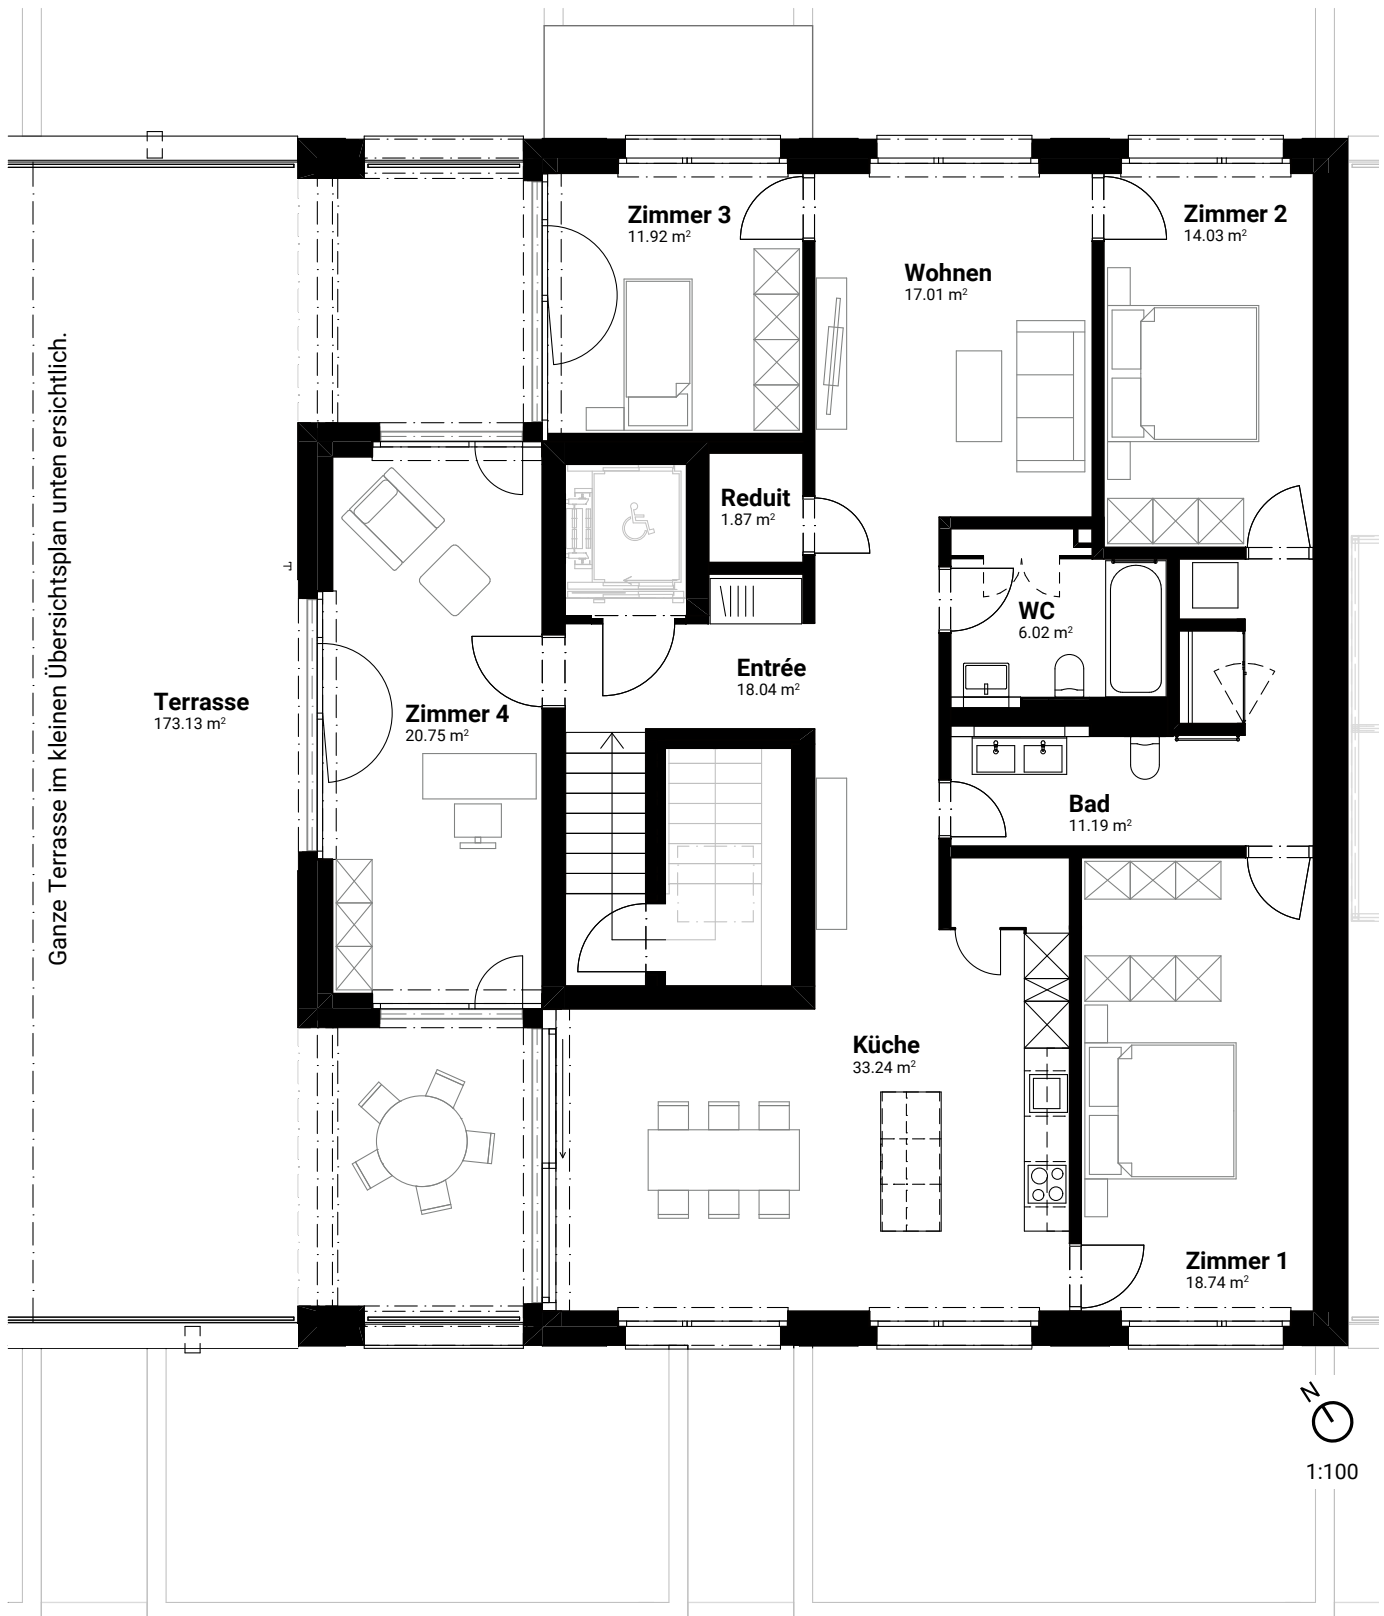 Zimmer 3
11.92 m²
Zimmer 2
14.03 m²
Wohnen
17.01 m²
Reduit
1.87 m²
WC
6.02 m²
Entrée
18.04 m²
Terrasse
173.13 m²
Ganze Terrasse im kleinen Übersichtsplan unten ersichtlich.
Zimmer 4
20.75 m²
Bad
11.19 m²
Küche
33.24 m²
Zimmer 1
18.74 m²
N
1:100